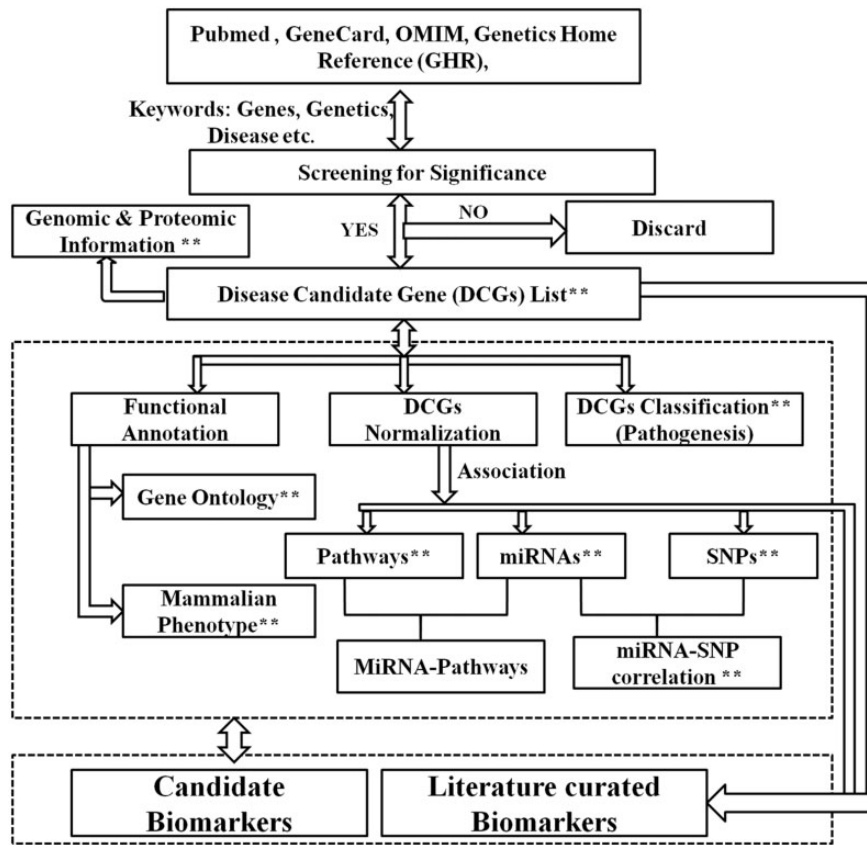 Pubmed , GeneCard, OMIM, Genetics Home
Reference (GHR),
Keywords: Genes, Genetics,
Disease etc.
Screening for Significance
Genomic & Proteomic
Information **
YES
NO
Discard
Disease Candidate Gene (DCGs) List**
Functional
Annotation
DCGs
Normalization
DCGs Classification**
(Pathogenesis)
Association
Gene Ontology**
Pathways**
miRNAs**
SNPs**
Mammalian
Phenotype**
MiRNA-Pathways
miRNA-SNP
correlation **
Candidate
Biomarkers
Literature curated
Biomarkers